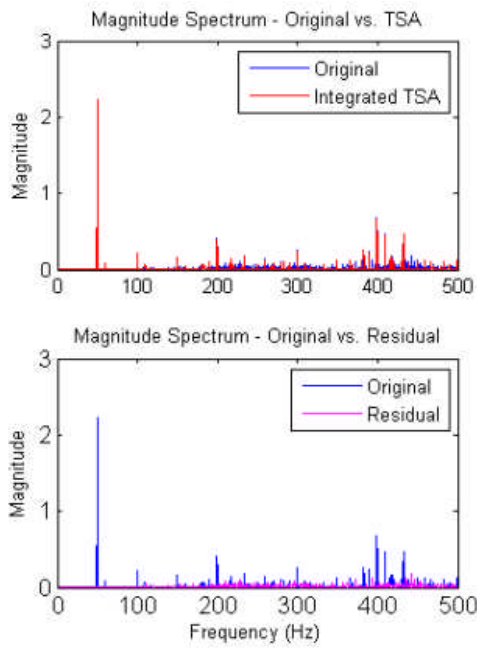 Magnitude Spectrum - Original vs. TSA
3
2
1
0
Magnitude
Original
Integrated TSA
0 100 200 300 400 500
Magnitude Spectrum - Original vs. Residual
3
2
1
0
Magnitude
Original
Residual
0 100 200 300 400 500
Frequency (Hz)